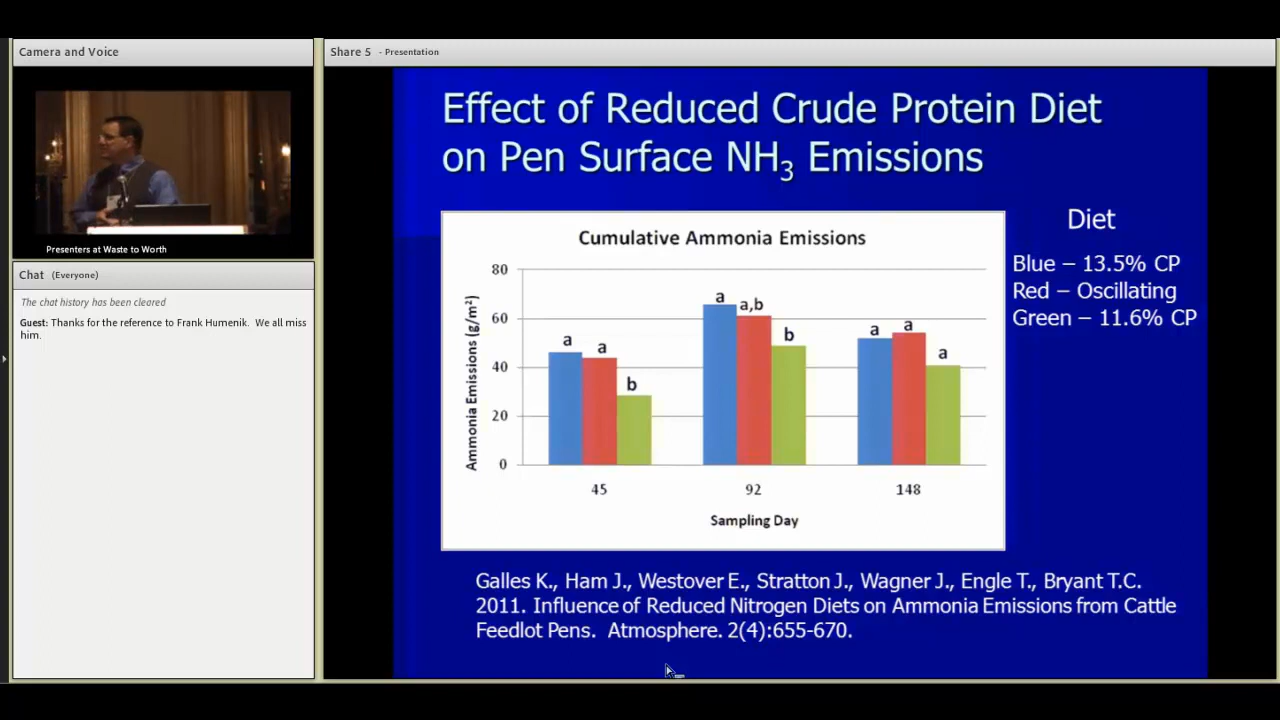 Camera and Voice
Presenters at Waste to Worth
Chat (Everyone)
The chat history has been cleared
Guest: Thanks for the reference to Frank Humenik. We all miss
him.
Share 5 - Presentation
Effect of Reduced Crude Protein Diet
on Pen Surface NH3 Emissions
Cumulative Ammonia Emissions
Ammonia Emissions (g/m²)
80
60
40
20
0
a
a
b
a
a,b
b
a
a
a
45
92
148
Sampling Day
Diet
Blue – 13.5% CP
Red – Oscillating
Green – 11.6% CP
Galles K., Ham J., Westover E., Stratton J., Wagner J., Engle T., Bryant T.C.
2011. Influence of Reduced Nitrogen Diets on Ammonia Emissions from Cattle
Feedlot Pens. Atmosphere. 2(4):655-670.